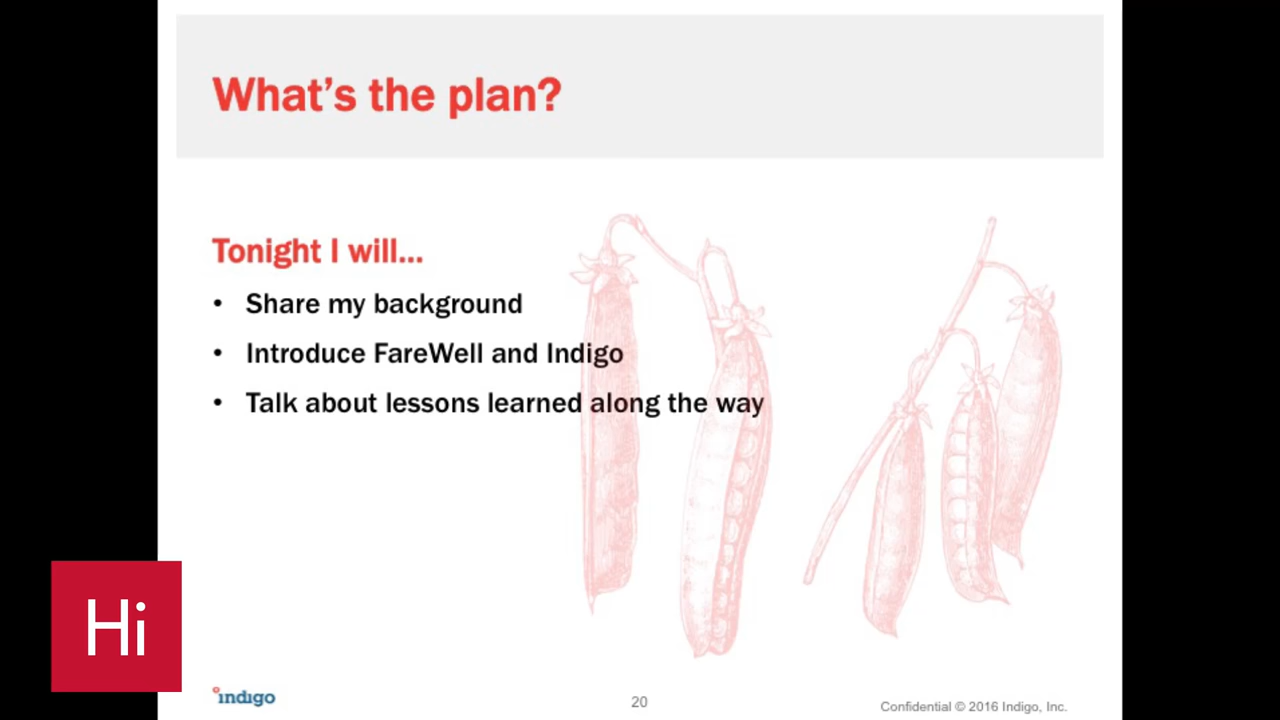 What's the plan?
Tonight I will...
• Share my background
• Introduce FareWell and Indigo
• Talk about lessons learned along the way
Hi
indigo
20
Confidential © 2016 Indigo, Inc.